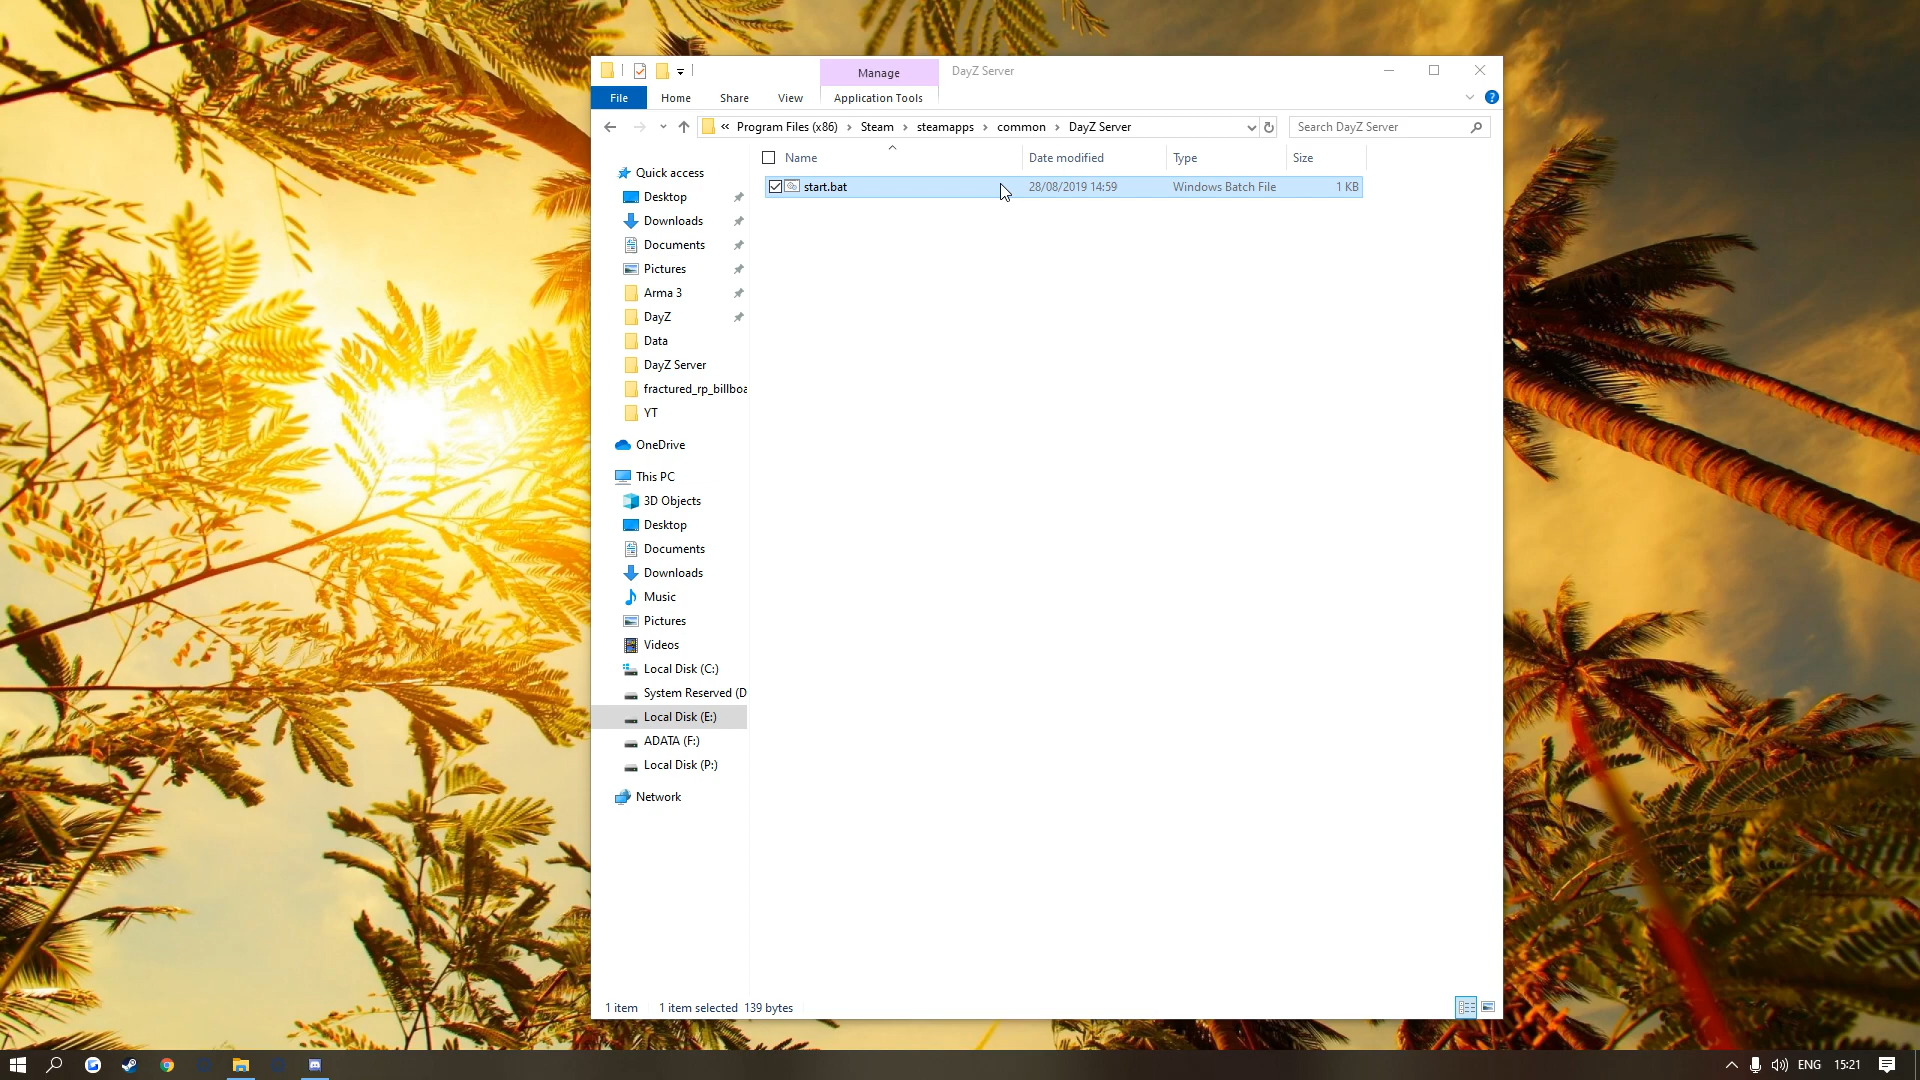 Manage
DayZ Server
File
Home
Share
View
Application Tools
?
« Program Files (x86) › Steam › steamapps › common › DayZ Server
Search DayZ Server
Name
Date modified
Type
Size
start.bat
28/08/2019 14:59
Windows Batch File
1 KB
Quick access
Desktop
Downloads
Documents
Pictures
Arma 3
DayZ
Data
DayZ Server
fractured_rp_billboa
YT
OneDrive
This PC
3D Objects
Desktop
Documents
Downloads
Music
Pictures
Videos
Local Disk (C:)
System Reserved (D
Local Disk (E:)
ADATA (F:)
Local Disk (P:)
Network
1 item
1 item selected 139 bytes
ENG
15:21